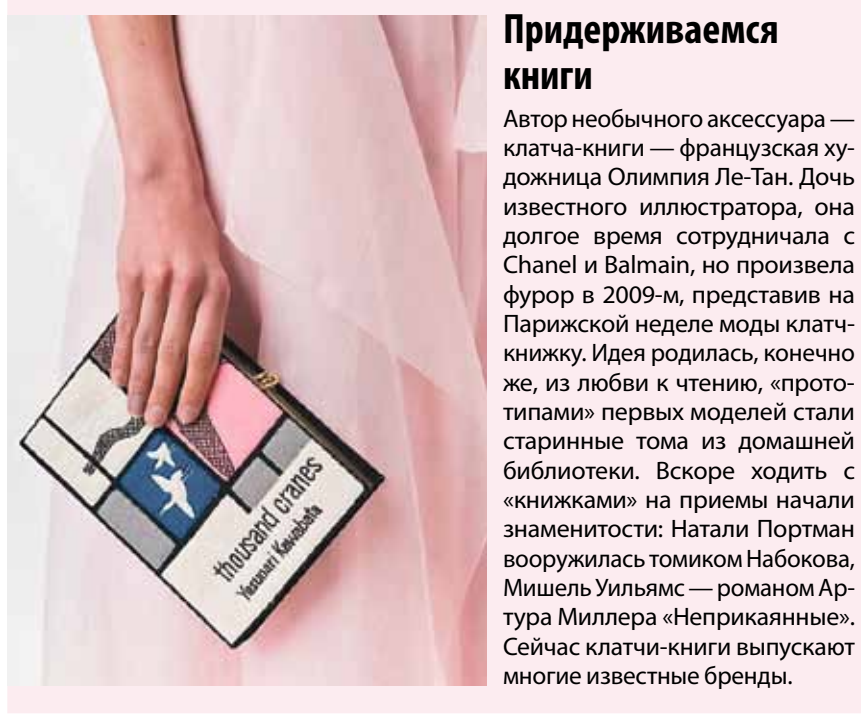 Придерживаемся
книги
Автор необычного аксессуара —
клатча-книги — французская ху-
дожница Олимпия Ле-Тан. Дочь
известного иллюстратора, она
долгое время сотрудничала с
Chanel и Balmain, но произвела
фурор в 2009-м, представив на
Парижской неделе моды клатч-
книжку. Идея родилась, конечно
же, из любви к чтению, «прото-
типами» первых моделей стали
старинные тома из домашней
библиотеки. Вскоре ходить с
«книжками» на приемы начали
знаменитости: Натали Портман
вооружилась томиком Набокова,
Мишель Уильямс — романом Ар-
тура Миллера «Неприкаянные».
Сейчас клатчи-книги выпускают
многие известные бренды.
thousand cranes
Yasunari Kawabata